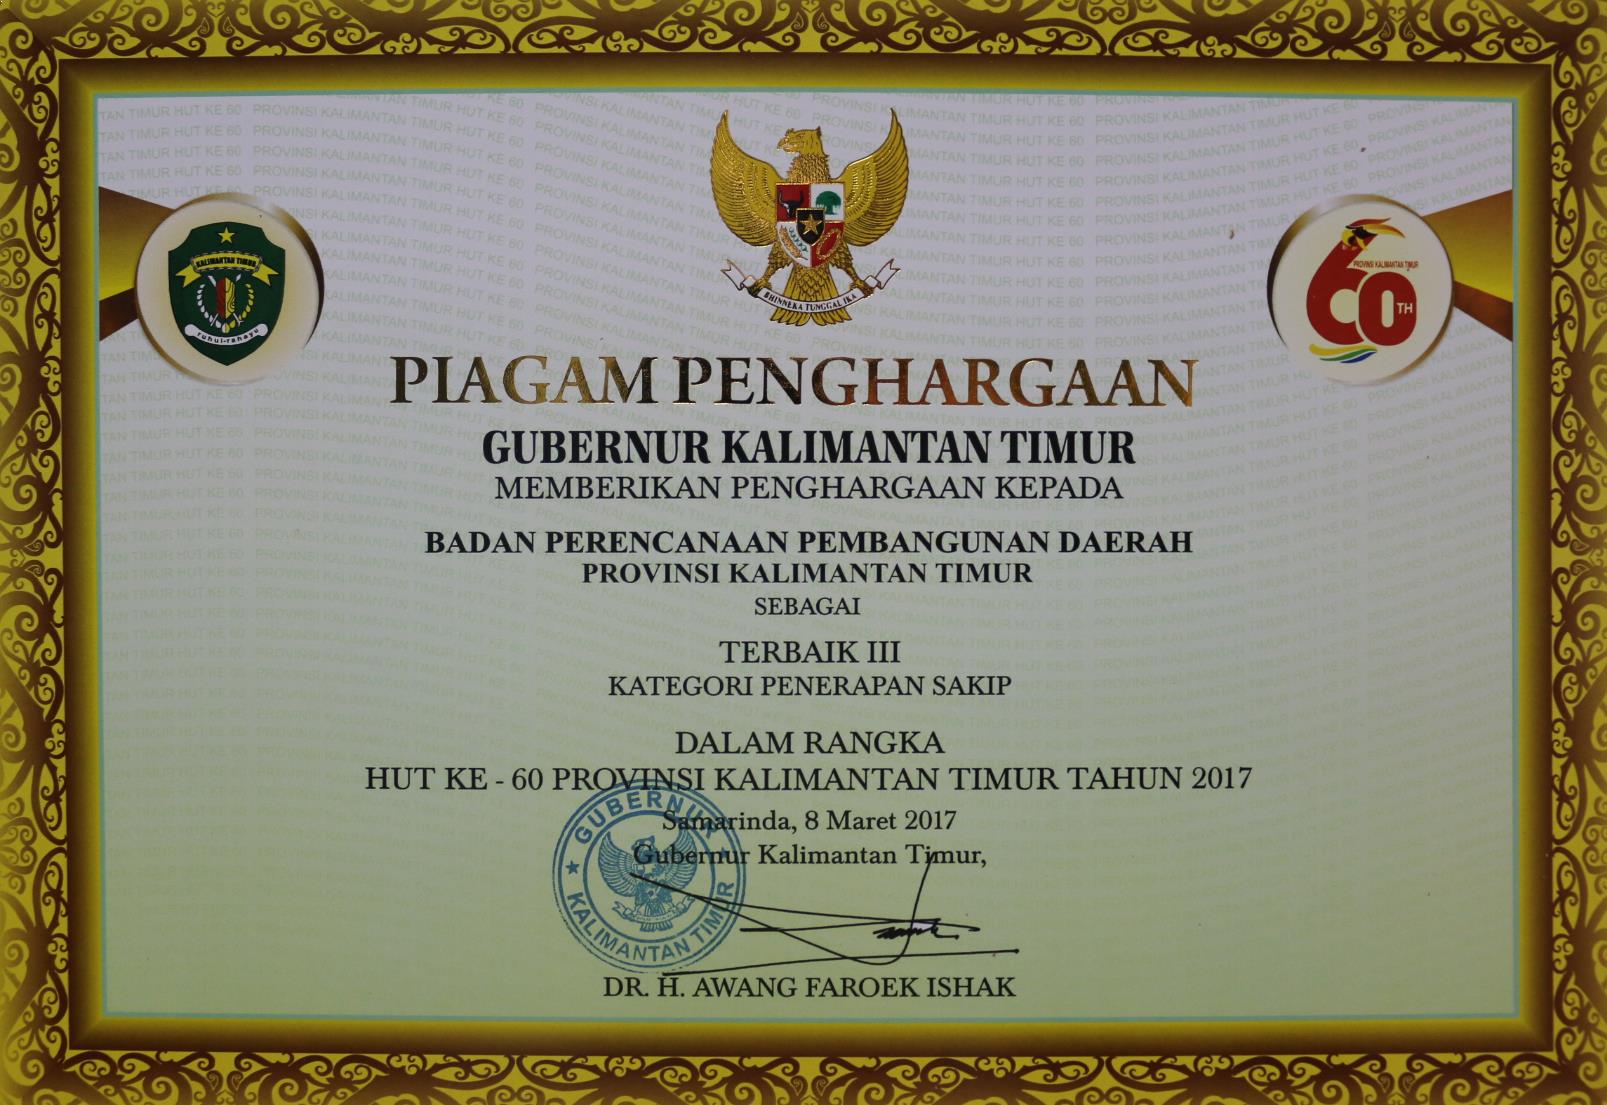 BHINNEKA TUNGGAL IKA
KALIMANTAN TIMUR
ruhui-rahayu
PROVINSI KALIMANTAN TIMUR
60TH
PIAGAM PENGHARGAAN
GUBERNUR KALIMANTAN TIMUR
MEMBERIKAN PENGHARGAAN KEPADA
BADAN PERENCANAAN PEMBANGUNAN DAERAH
PROVINSI KALIMANTAN TIMUR
SEBAGAI
TERBAIK III
KATEGORI PENERAPAN SAKIP
DALAM RANGKA
HUT KE - 60 PROVINSI KALIMANTAN TIMUR TAHUN 2017
Samarinda, 8 Maret 2017
Gubernur Kalimantan Timur,
GUBERNUR
KALIMANTAN TIMUR
DR. H. AWANG FAROEK ISHAK